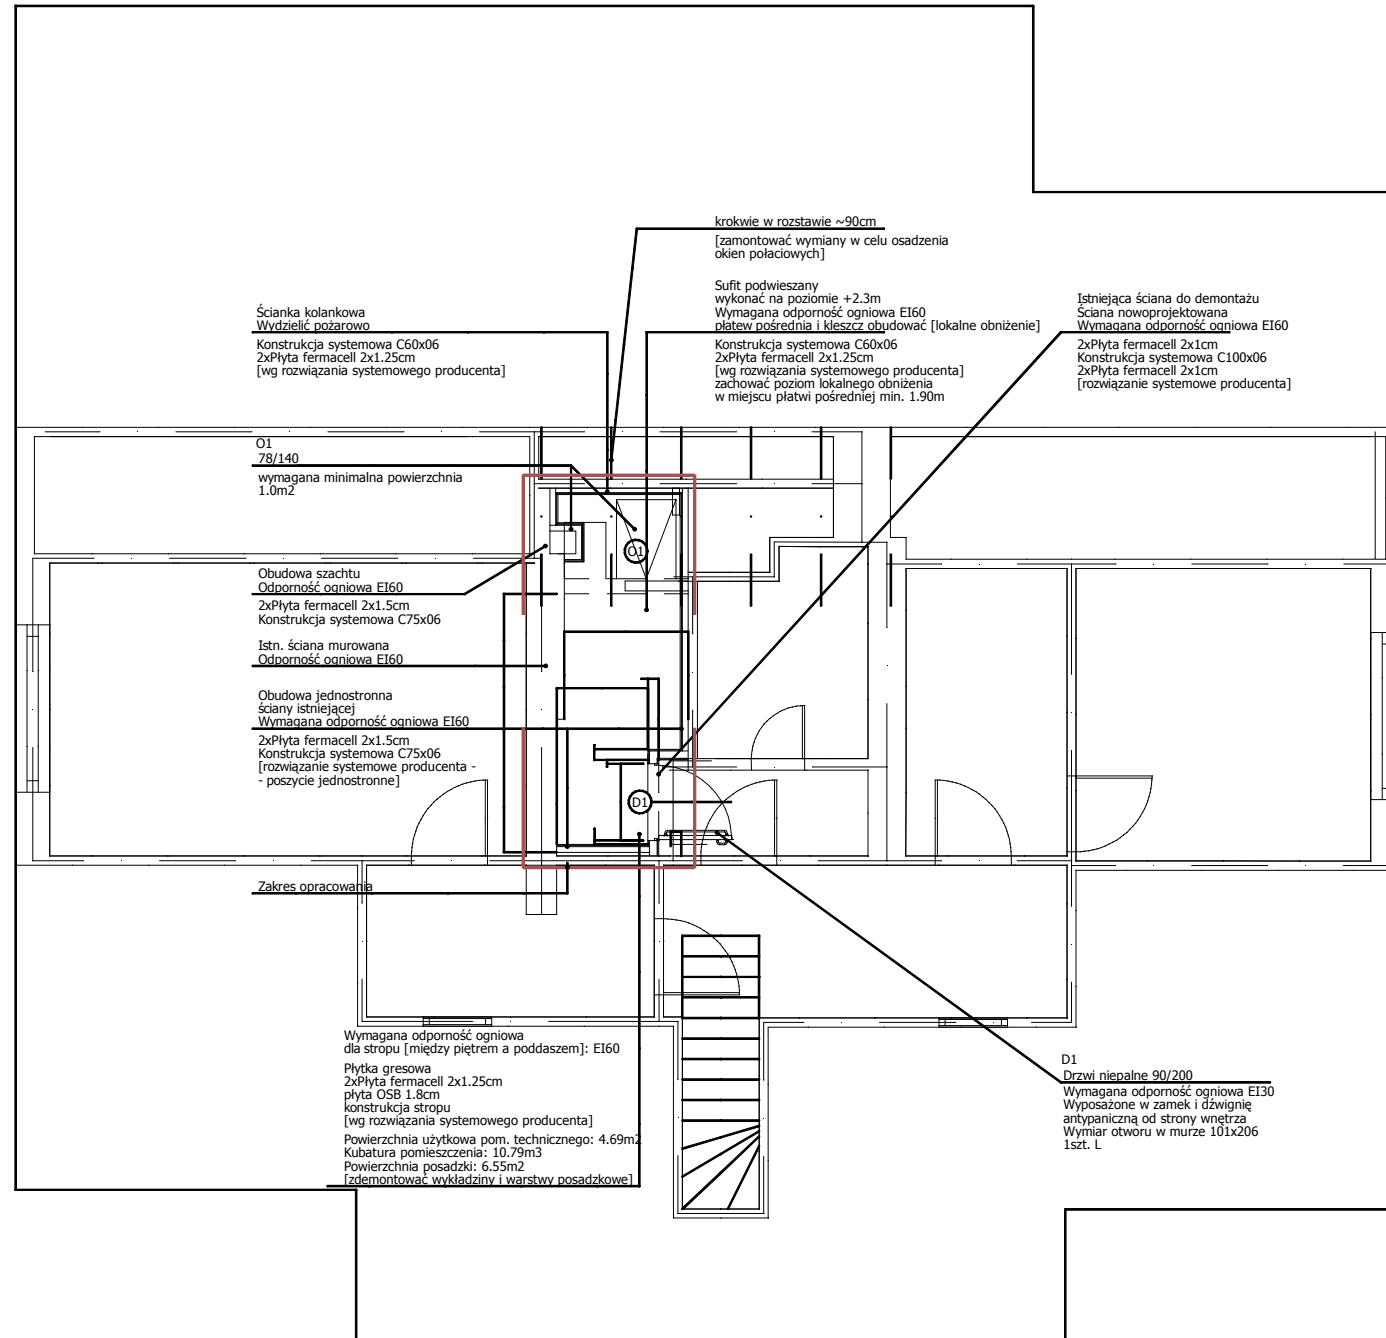 krokwie w rozstawie ~90cm
[zamontować wymiany w celu osadzenia
okien połaciowych]
Ścianka kolankowa
Wydzielić pożarowo
Konstrukcja systemowa C60x06
2xPłyta fermacell 2x1.25cm
[wg rozwiązania systemowego producenta]
Sufit podwieszany
wykonać na poziomie +2.3m
Wymagana odporność ogniowa EI60
płatew pośrednia i kleszcz obudować [lokalne obniżenie]
Konstrukcja systemowa C60x06
2xPłyta fermacell 2x1.25cm
[wg rozwiązania systemowego producenta]
zachować poziom lokalnego obniżenia
w miejscu płatwi pośredniej min. 1.90m
Istniejąca ściana do demontażu
Ściana nowoprojektowana
Wymagana odporność ogniowa EI60
2xPłyta fermacell 2x1cm
Konstrukcja systemowa C100x06
2xPłyta fermacell 2x1cm
[rozwiązanie systemowe producenta]
O1
78/140
wymagana minimalna powierzchnia
1.0m2
O1
Obudowa szachtu
Odporność ogniowa EI60
2xPłyta fermacell 2x1.5cm
Konstrukcja systemowa C75x06
Istn. ściana murowana
Odporność ogniowa EI60
Obudowa jednostronna
ściany istniejącej
Wymagana odporność ogniowa EI60
2xPłyta fermacell 2x1.5cm
Konstrukcja systemowa C75x06
[rozwiązanie systemowe producenta -
- poszycie jednostronne]
D1
Zakres opracowania
Wymagana odporność ogniowa
dla stropu [między piętrem a poddaszem]: EI60
Płytka gresowa
2xPłyta fermacell 2x1.25cm
płyta OSB 1.8cm
konstrukcja stropu
[wg rozwiązania systemowego producenta]
Powierzchnia użytkowa pom. technicznego: 4.69m2
Kubatura pomieszczenia: 10.79m3
Powierzchnia posadzki: 6.55m2
[zdemontować wykładziny i warstwy posadzkowe]
D1
Drzwi niepalne 90/200
Wymagana odporność ogniowa EI30
Wyposażone w zamek i dźwignię
antypaniczną od strony wnętrza
Wymiar otworu w murze 101x206
1szt. L